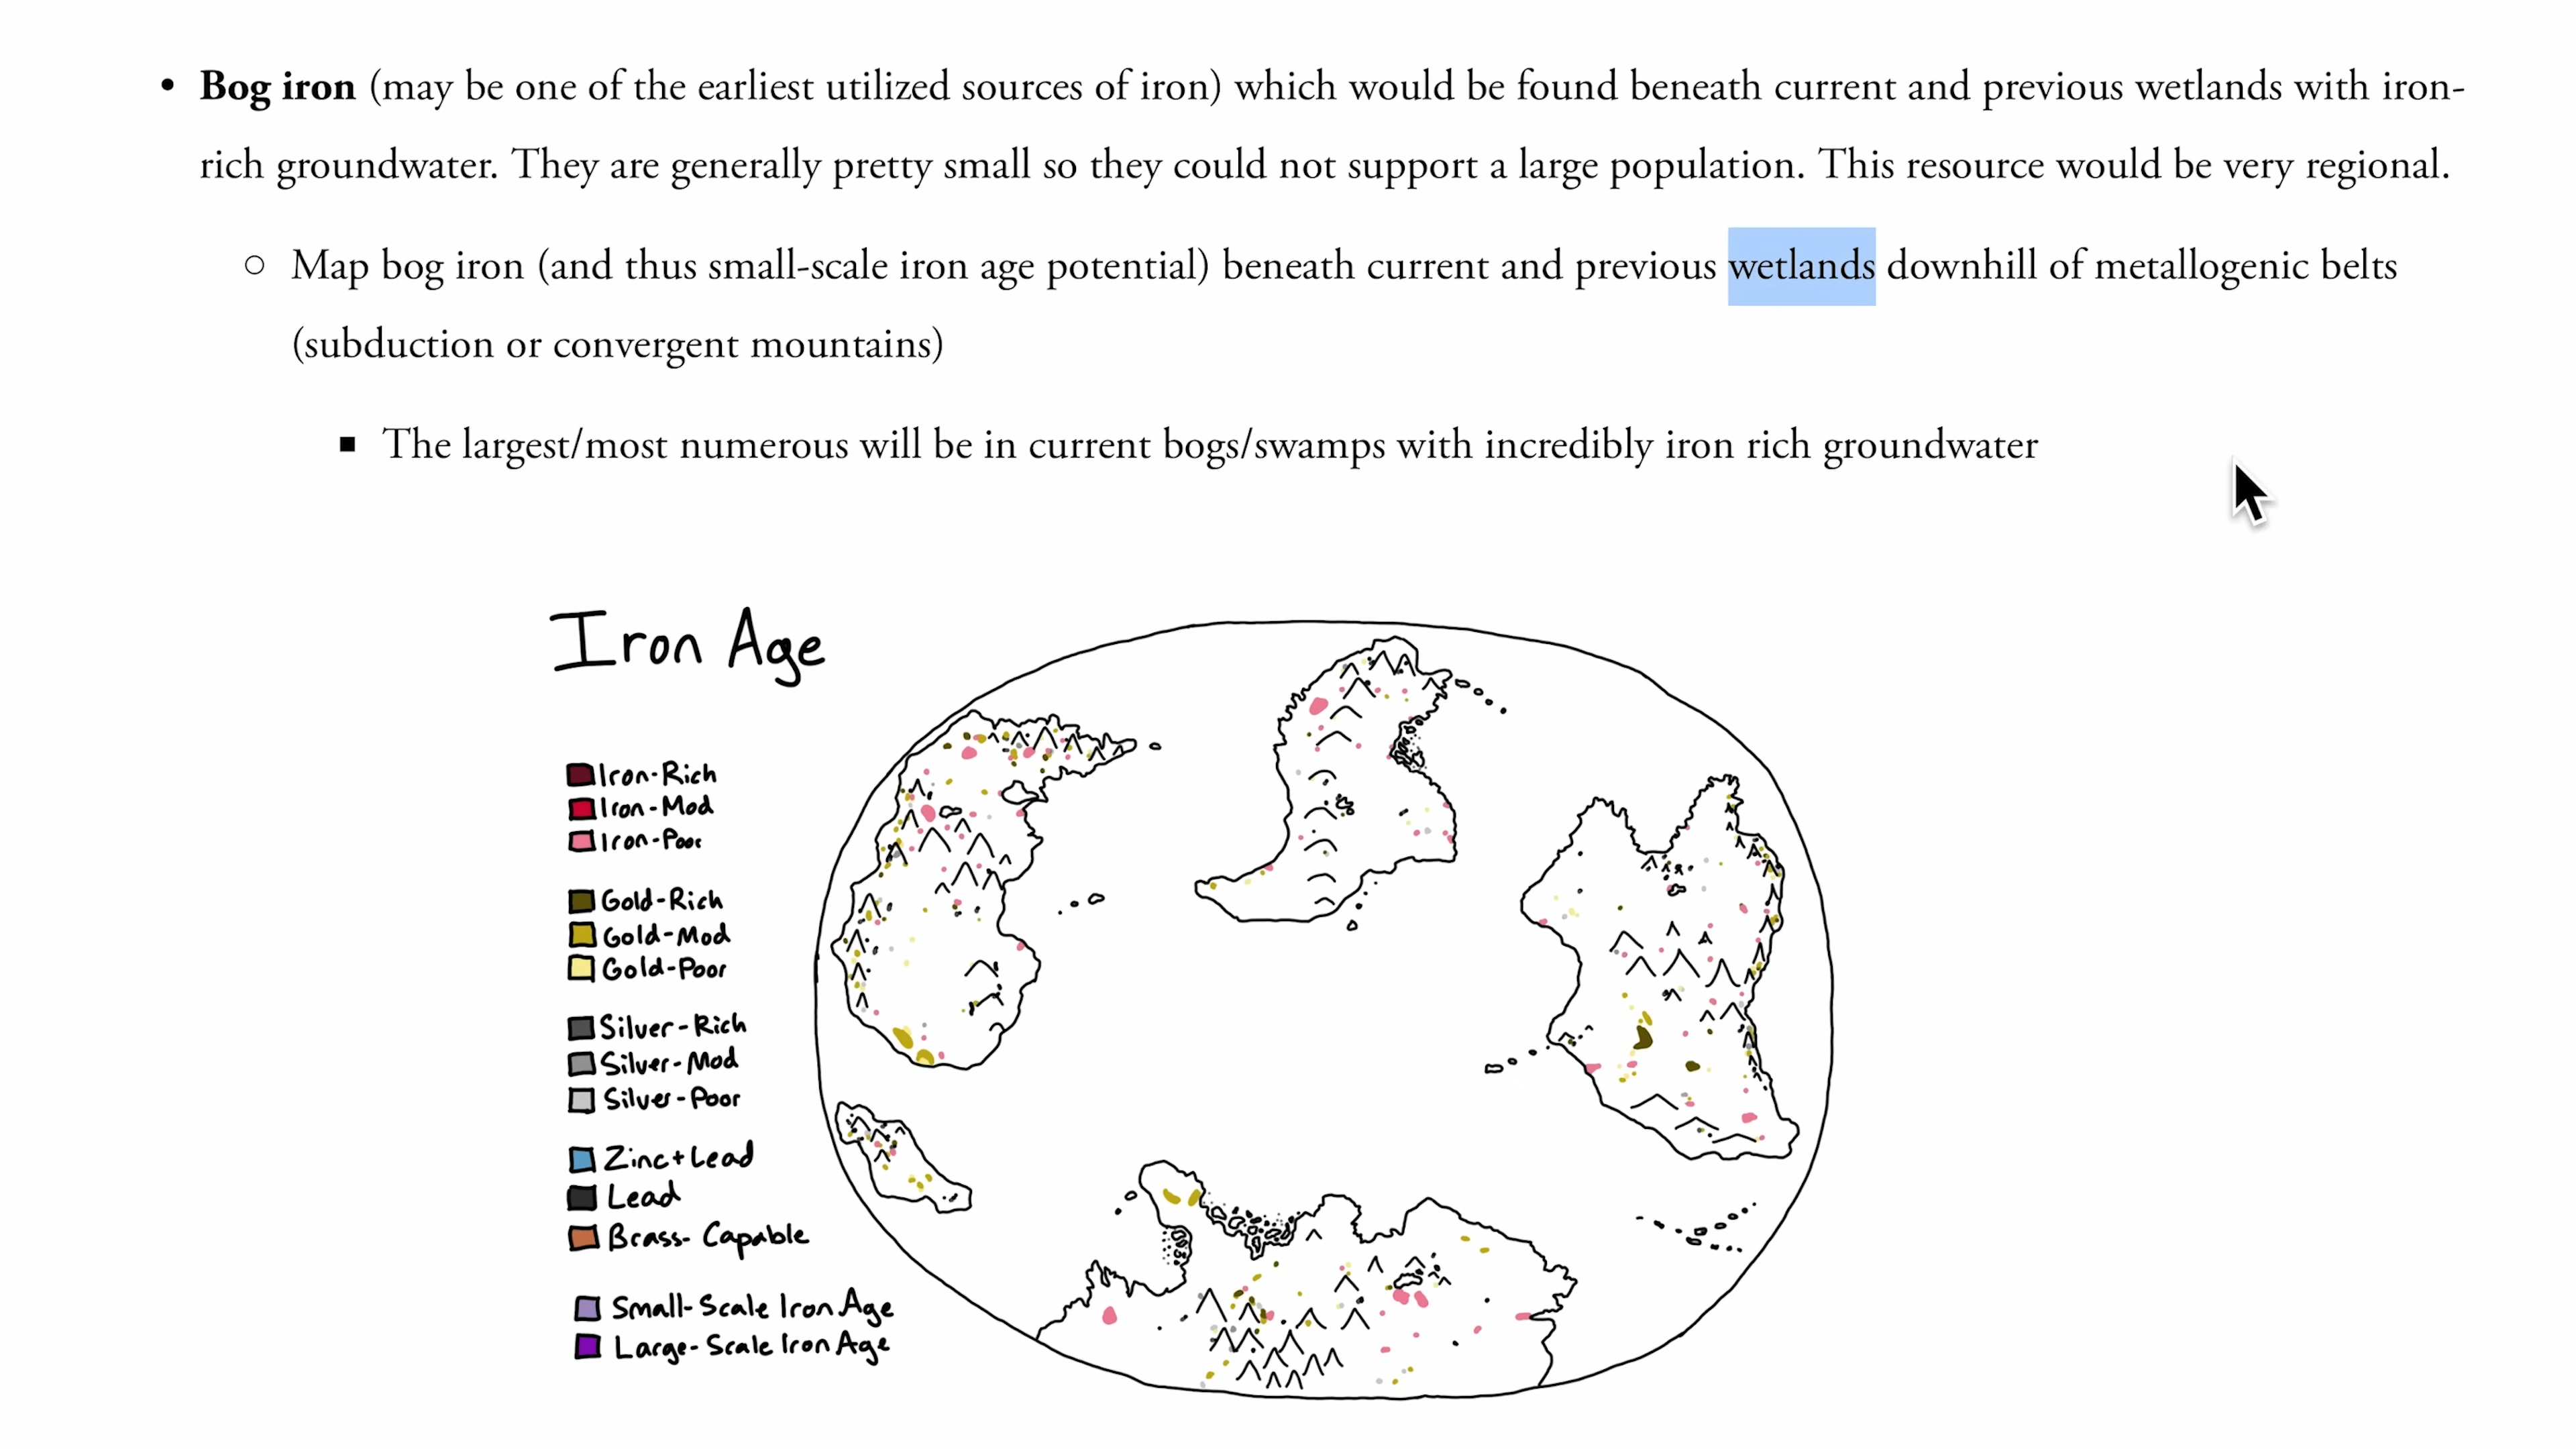 • Bog iron (may be one of the earliest utilized sources of iron) which would be found beneath current and previous wetlands with iron-
rich groundwater. They are generally pretty small so they could not support a large population. This resource would be very regional.
○ Map bog iron (and thus small-scale iron age potential) beneath current and previous wetlands downhill of metallogenic belts
(subduction or convergent mountains)
▪ The largest/most numerous will be in current bogs/swamps with incredibly iron rich groundwater
Iron Age
Iron-Rich
Iron-Mod
Iron-Poor
Gold-Rich
Gold-Mod
Gold-Poor
Silver-Rich
Silver-Mod
Silver-Poor
Zinc+Lead
Lead
Brass-Capable
Small-Scale Iron Age
Large-Scale Iron Age